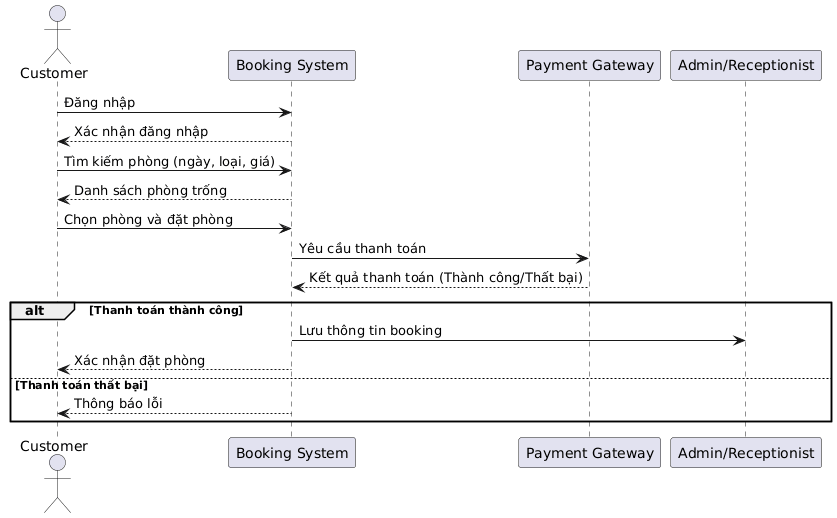 Customer
Booking System
Payment Gateway
Admin/Receptionist
Đăng nhập
Xác nhận đăng nhập
Tìm kiếm phòng (ngày, loại, giá)
Danh sách phòng trống
Chọn phòng và đặt phòng
Yêu cầu thanh toán
Kết quả thanh toán (Thành công/Thất bại)
alt [Thanh toán thành công]
Lưu thông tin booking
Xác nhận đặt phòng
[Thanh toán thất bại]
Thông báo lỗi
Customer
Booking System
Payment Gateway
Admin/Receptionist